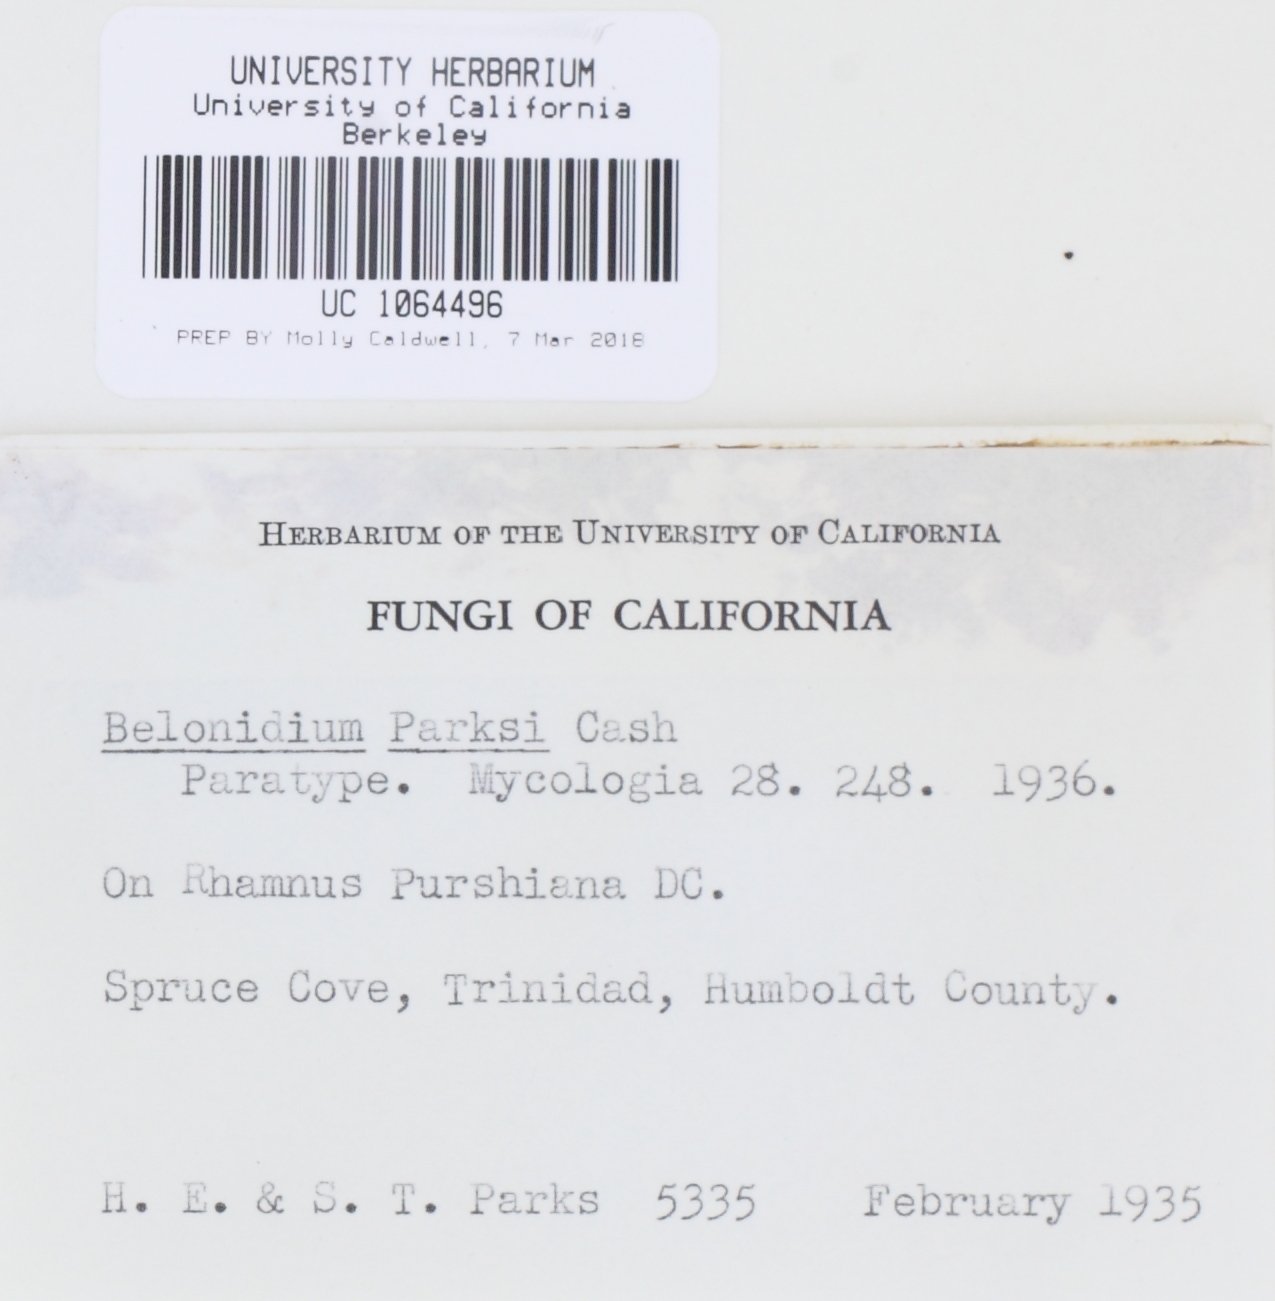 UNIVERSITY HERBARIUM
University of California
Berkeley
UC 1064496
PREP BY Molly Caldwell, 7 Mar 2018
HERBARIUM OF THE UNIVERSITY OF CALIFORNIA
FUNGI OF CALIFORNIA
Belonidium Parksi Cash
Paratype. Mycologia 28. 248. 1936.
On Rhamnus Purshiana DC.
Spruce Cove, Trinidad, Humboldt County.
H. E. & S. T. Parks 5335 February 1935